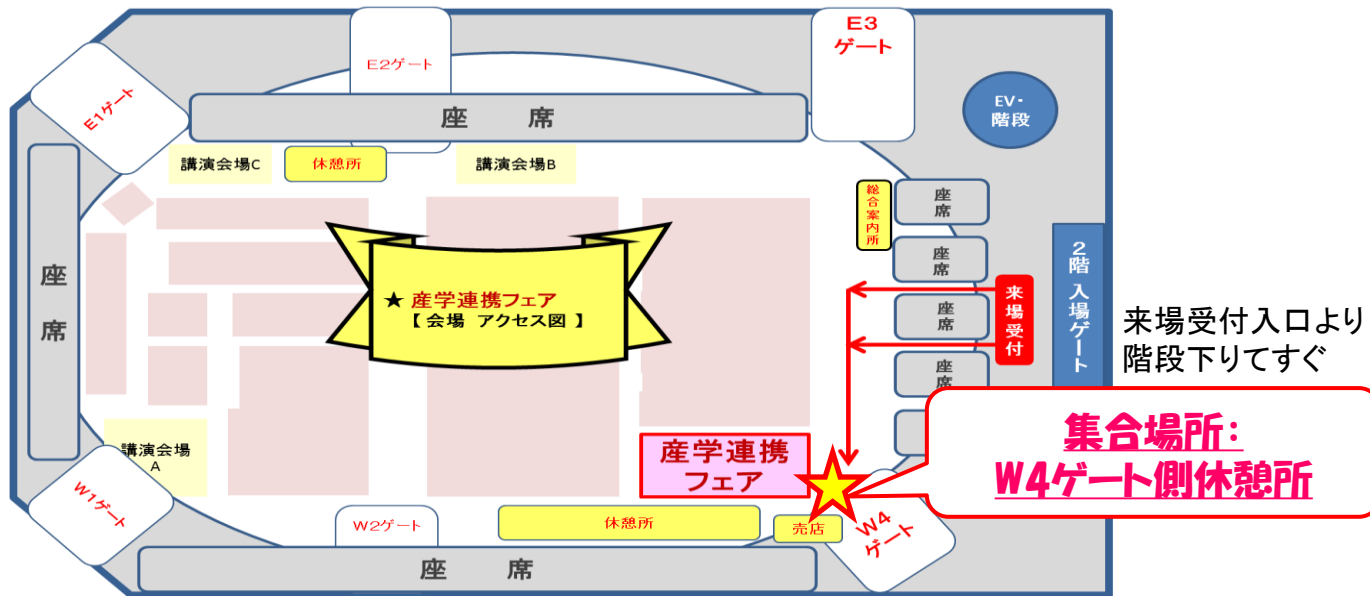 E3
ゲート
E2ゲート
E1ゲート
EV・
階段
座　席
講演会場C
休憩所
講演会場B
総合案内所
座席
座席
座席
座席
座席
2階 入場ゲート
来場受付
★ 産学連携フェア
【 会場 アクセス図 】
来場受付入口より
階段下りてすぐ
集合場所：
W4ゲート側休憩所
講演会場
A
産学連携
フェア
W1ゲート
W2ゲート
休憩所
売店
W4
ゲート
座　席